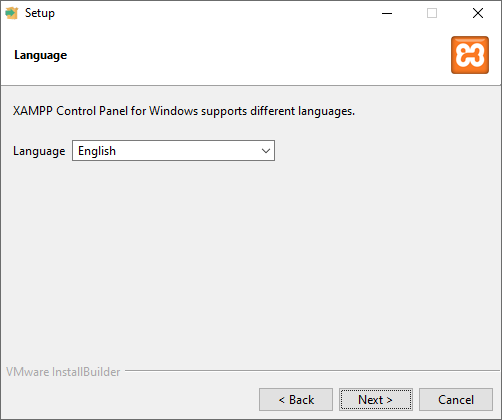 Setup
Language
XAMPP Control Panel for Windows supports different languages.
Language English
VMware InstallBuilder
< Back Next > Cancel